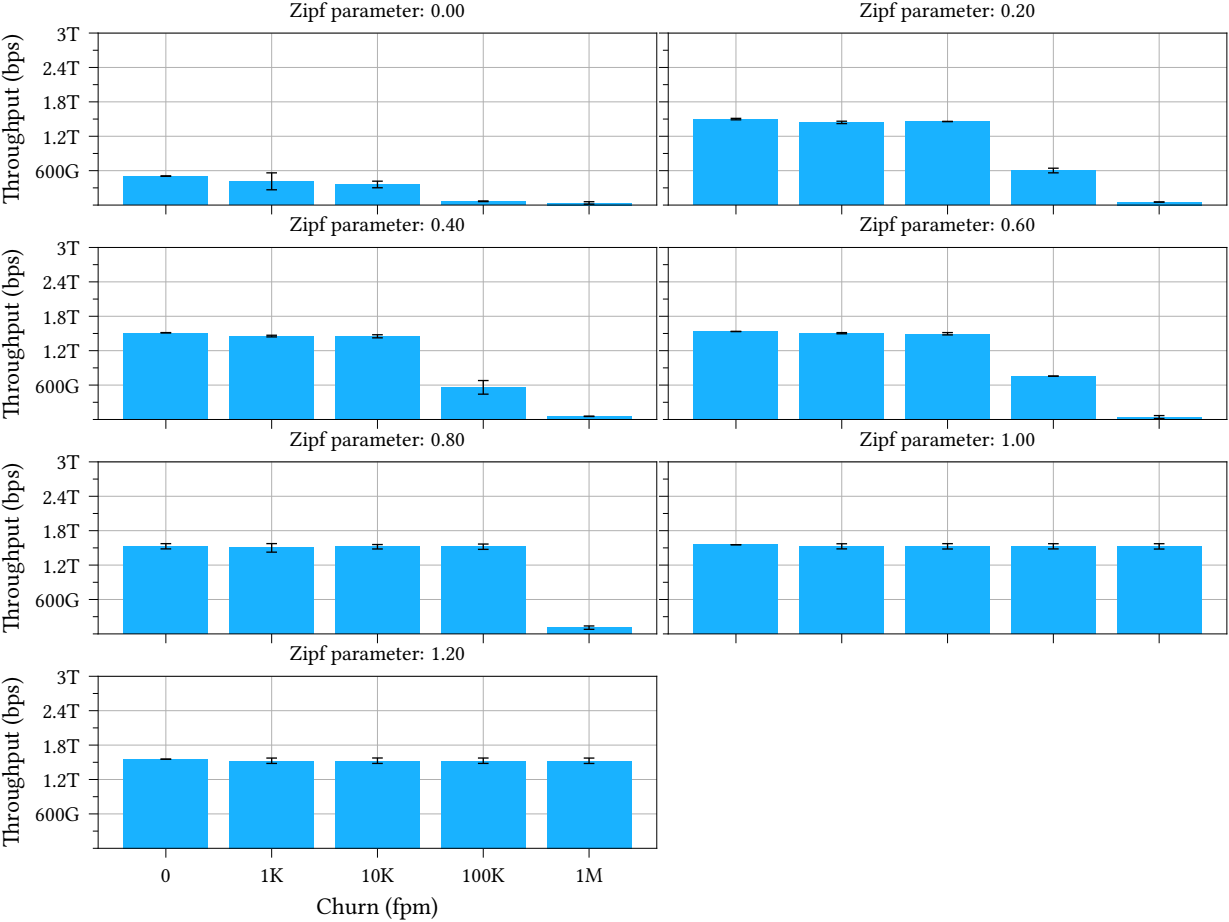 Zipf parameter: 0.00
Zipf parameter: 0.20
Throughput (bps)
3T
2.4T
1.8T
1.2T
600G
Zipf parameter: 0.40
Zipf parameter: 0.60
Throughput (bps)
3T
2.4T
1.8T
1.2T
600G
Zipf parameter: 0.80
Zipf parameter: 1.00
Throughput (bps)
3T
2.4T
1.8T
1.2T
600G
Zipf parameter: 1.20
Throughput (bps)
3T
2.4T
1.8T
1.2T
600G
0 1K 10K 100K 1M
Churn (fpm)